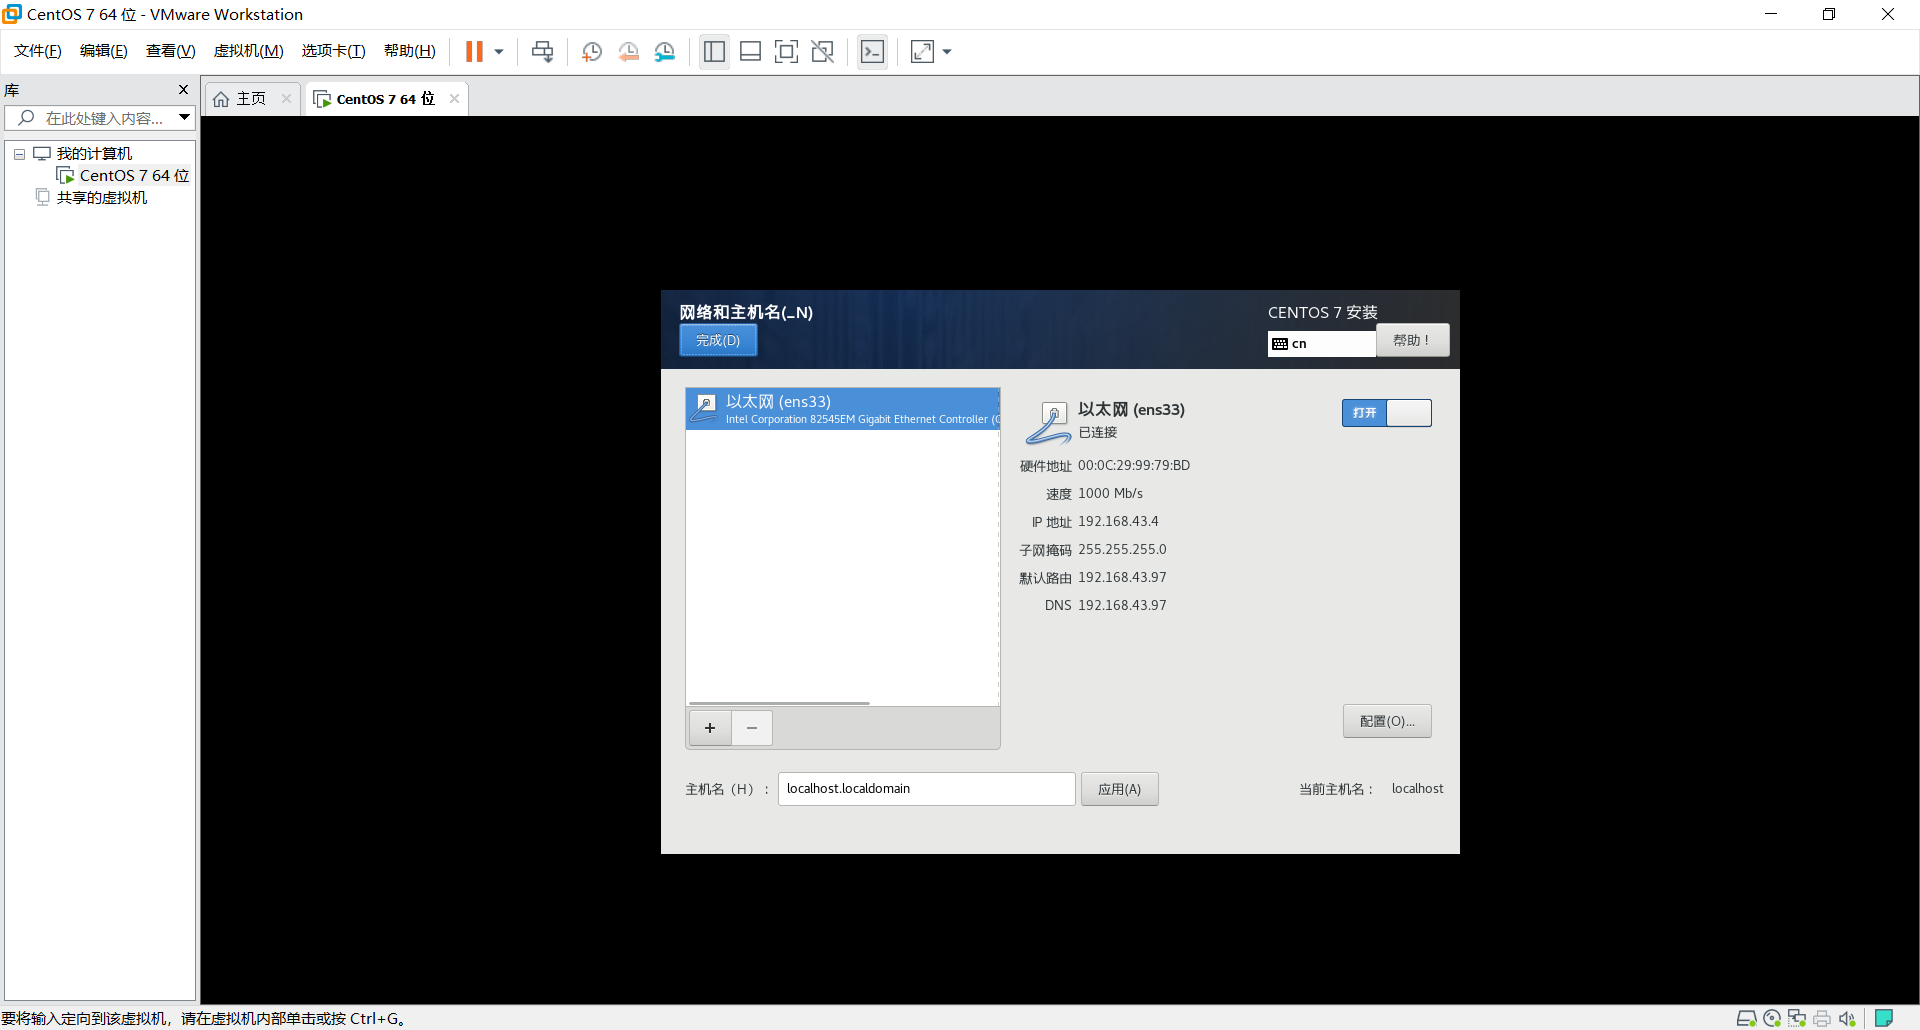 CentOS 7 64 位 - VMware Workstation
文件(F) 编辑(E) 查看(V) 虚拟机(M) 选项卡(T) 帮助(H)
库
主页
CentOS 7 64 位
在此处键入内容...
我的计算机
CentOS 7 64 位
共享的虚拟机
网络和主机名(_N)
完成(D)
CENTOS 7 安装
cn
帮助！
以太网 (ens33)
Intel Corporation 82545EM Gigabit Ethernet Controller (
以太网 (ens33)
已连接
打开
硬件地址 00:0C:29:99:79:BD
速度 1000 Mb/s
IP 地址 192.168.43.4
子网掩码 255.255.255.0
默认路由 192.168.43.97
DNS 192.168.43.97
配置(O)...
主机名（H）： localhost.localdomain 应用(A) 当前主机名： localhost
要将输入定向到该虚拟机，请在虚拟机内部单击或按 Ctrl+G。